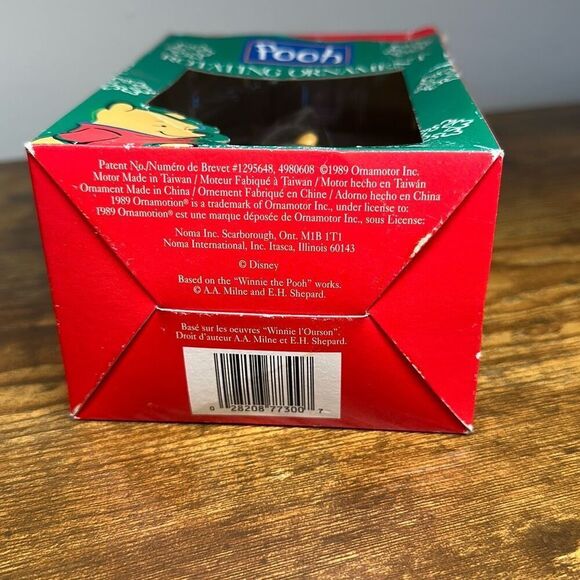 Pooh
ROTATING ORNAMENT
Patent No./Numéro de Brevet #1295648, 4980608 ©1989 Ornamotor Inc.
Motor Made in Taiwan / Moteur Fabiqué à Taiwan / Motor hecho en Taiwán
Ornament Made in China / Ornement Fabriqué en Chine / Adorno hecho en China
1989 Ornamotion® is a trademark of Ornamotor Inc., under license to:
1989 Ornamotion® est une marque déposée de Ornamotor Inc., sous License:
Noma Inc. Scarborough, Ont. M1B 1T1
Noma International, Inc. Itasca, Illinois 60143
© Disney
Based on the "Winnie the Pooh" works.
© A.A. Milne and E.H. Shepard.
Basé sur les oeuvres "Winnie l'Ourson".
Droit d'auteur A.A. Milne et E.H. Shepard.
0 28208 77300 7